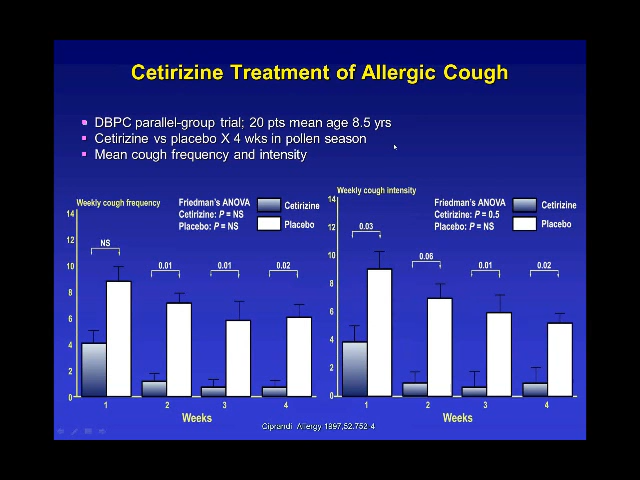 Cetirizine Treatment of Allergic Cough
DBPC parallel-group trial; 20 pts mean age 8.5 yrs
Cetirizine vs placebo X 4 wks in pollen season
Mean cough frequency and intensity
Weekly cough frequency
Friedman's ANOVA
Cetirizine: P = NS
Placebo: P = NS
Cetirizine
Placebo
14
12
10
8
6
4
2
0
NS
0.01
0.01
0.02
1
2
3
4
Weeks
Weekly cough intensity
Friedman's ANOVA
Cetirizine: P = 0.5
Placebo: P = NS
Cetirizine
Placebo
14
12
10
8
6
4
2
0
0.03
0.06
0.01
0.02
1
2
3
4
Weeks
Ciprandi Allergy 1997;52:752-4